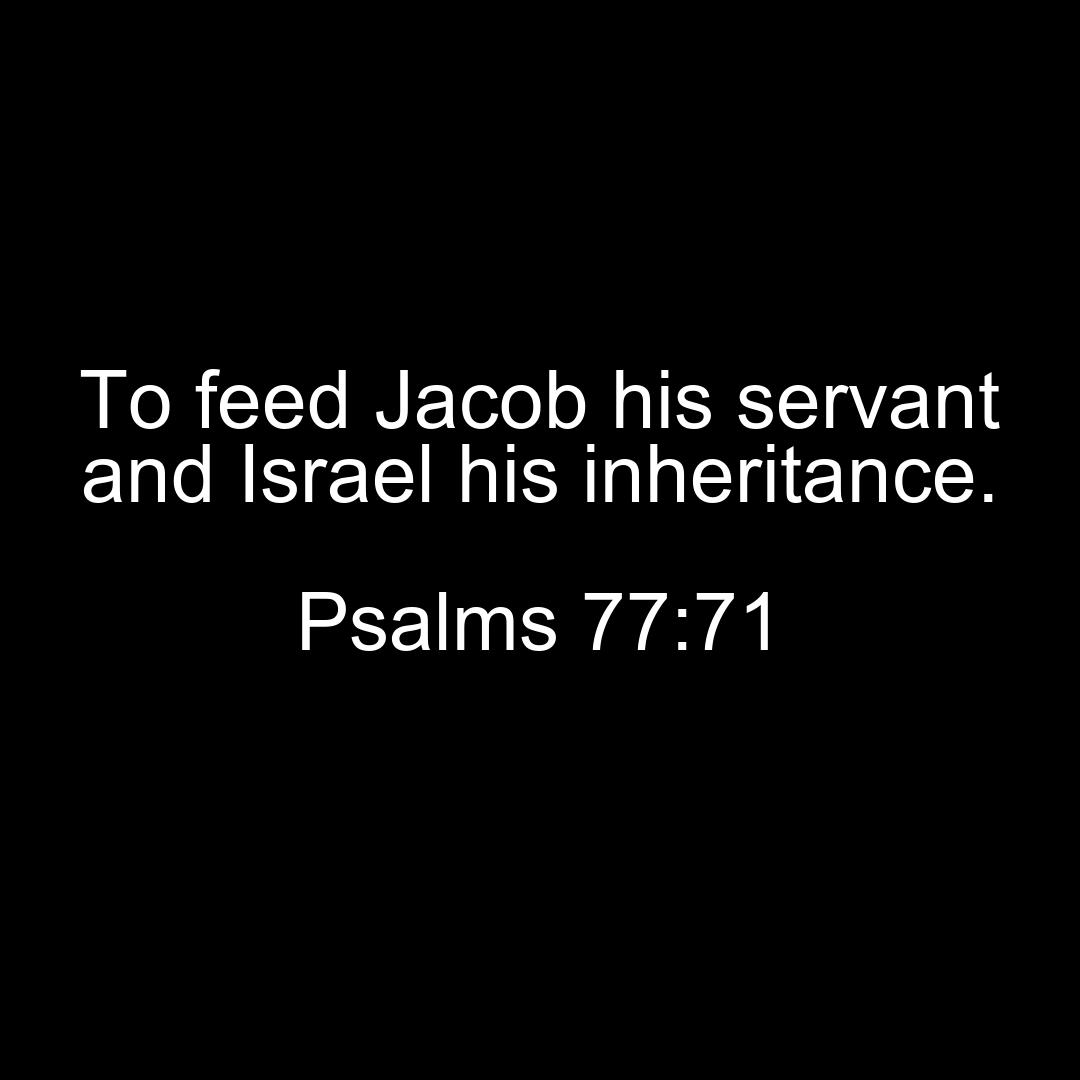 To feed Jacob his servant
and Israel his inheritance.
Psalms 77:71